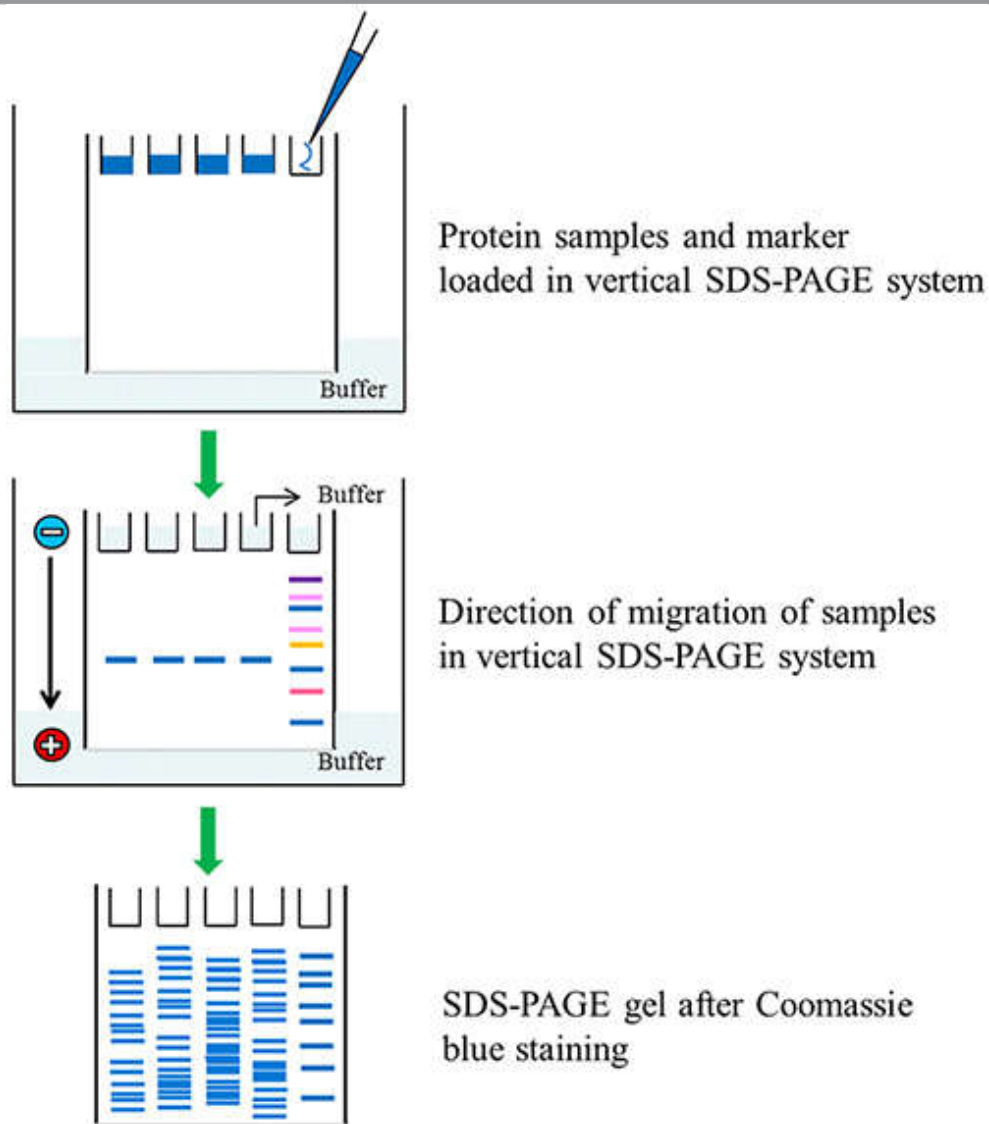 Protein samples and marker
loaded in vertical SDS-PAGE system
Buffer
Buffer
Direction of migration of samples
in vertical SDS-PAGE system
Buffer
SDS-PAGE gel after Coomassie
blue staining